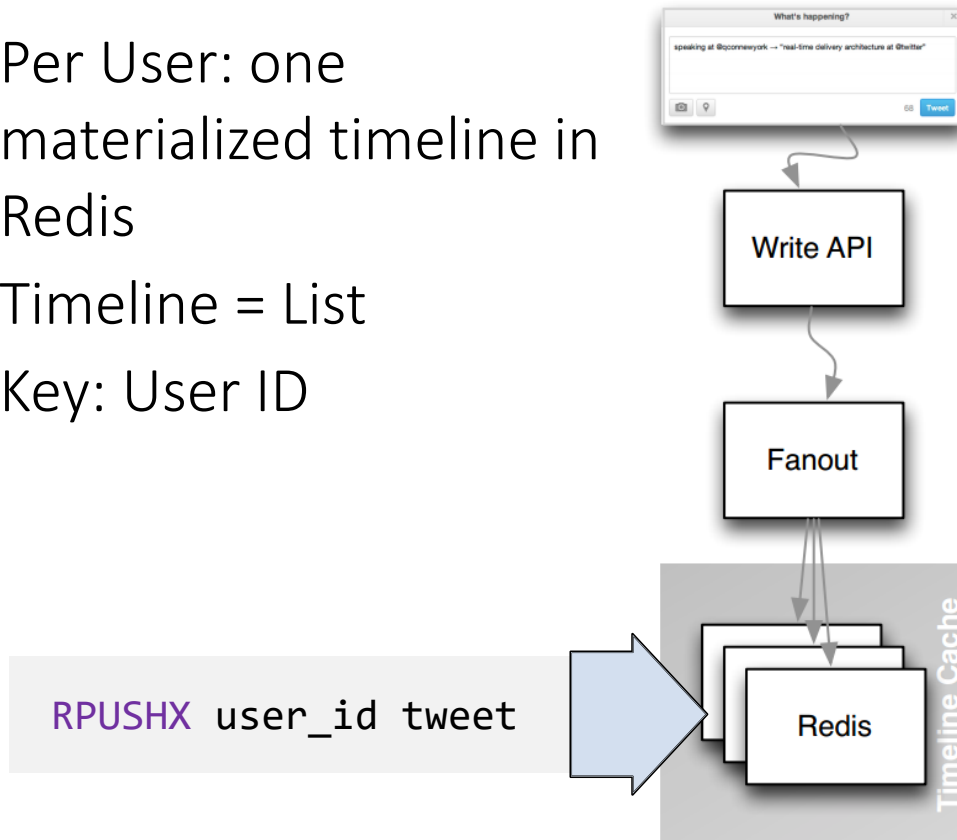 Per User: one
materialized timeline in
Redis
Timeline = List
Key: User ID
What's happening?
speaking at @qconnewyork → "real-time delivery architecture at @twitter"
68 Tweet
Write API
Fanout
Timeline Cache
Redis
RPUSHX user_id tweet